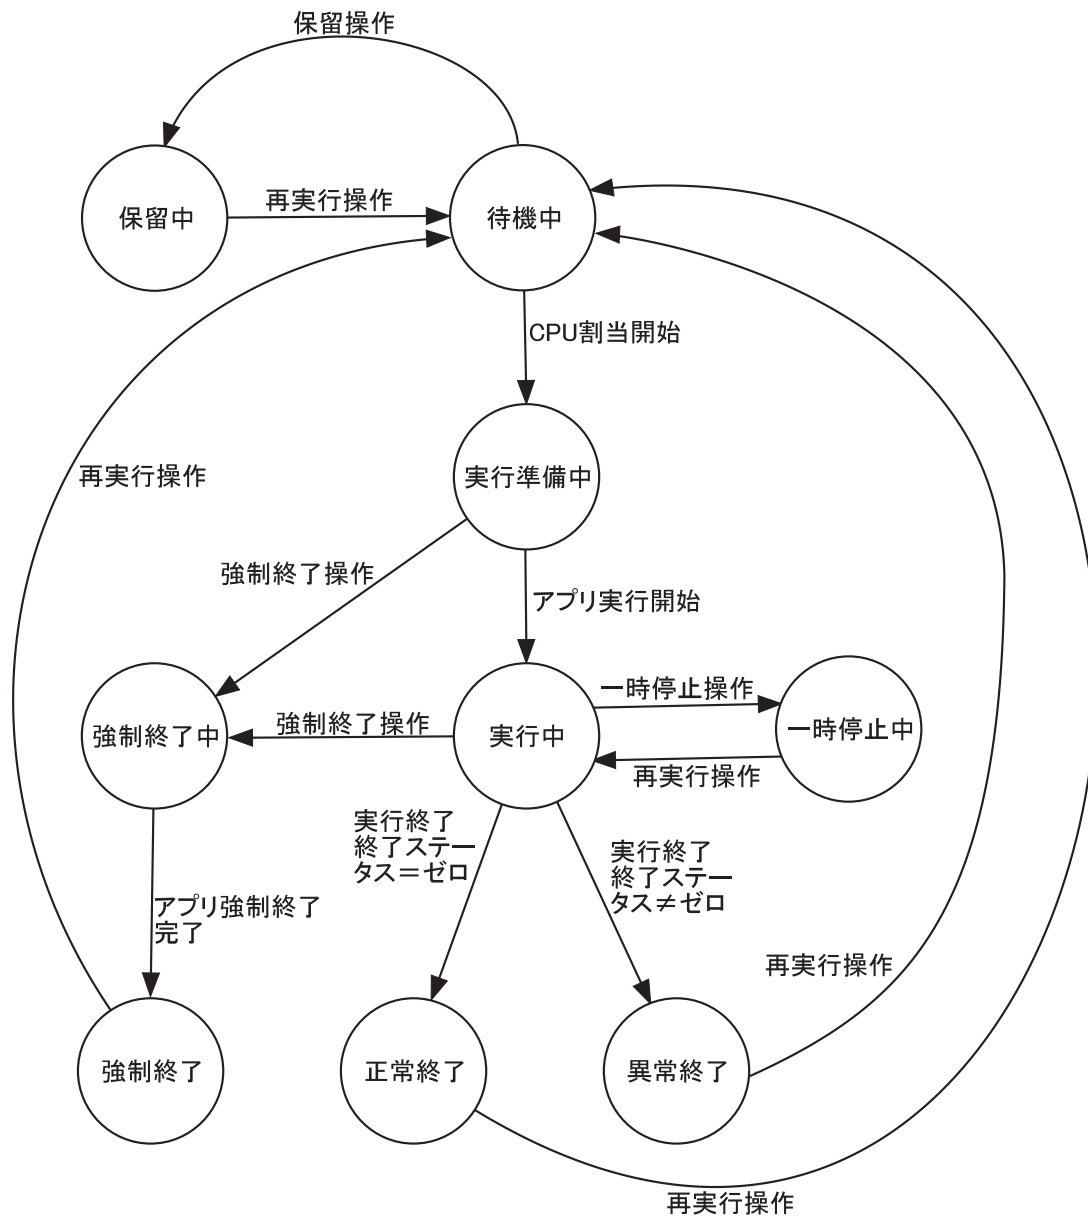 保留操作
保留中
再実行操作
待機中
CPU割当開始
再実行操作
実行準備中
強制終了操作
アプリ実行開始
強制終了中
強制終了操作
実行中
一時停止操作
一時停止中
再実行操作
実行終了
終了ステー
タス＝ゼロ
実行終了
終了ステー
タス≠ゼロ
アプリ強制終了
完了
再実行操作
強制終了
正常終了
異常終了
再実行操作